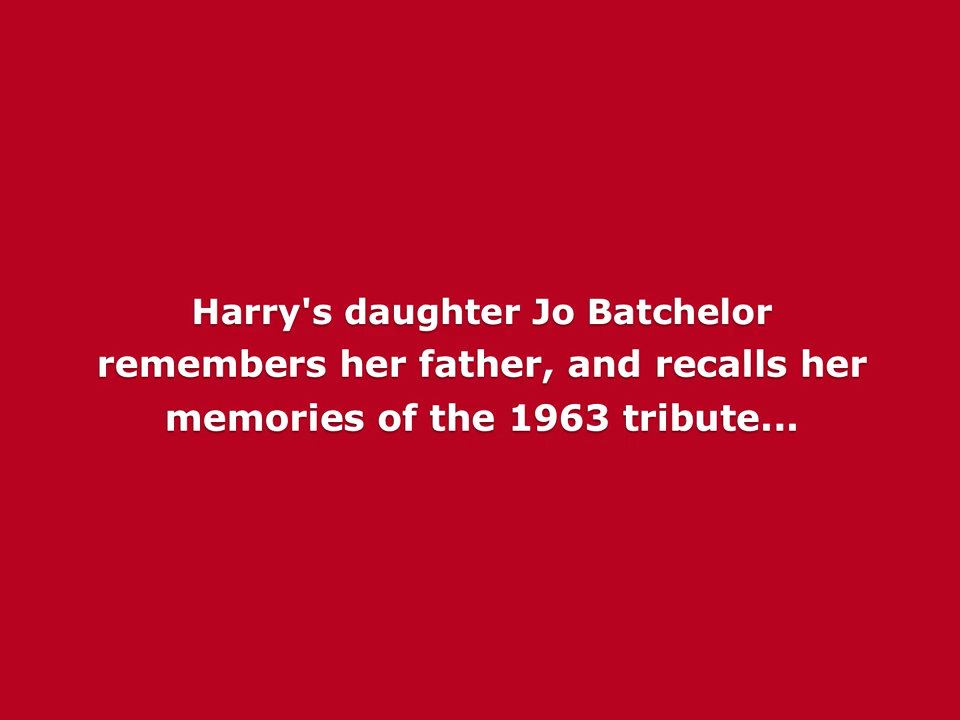 Harry's daughter Jo Batchelor
remembers her father, and recalls her
memories of the 1963 tribute...